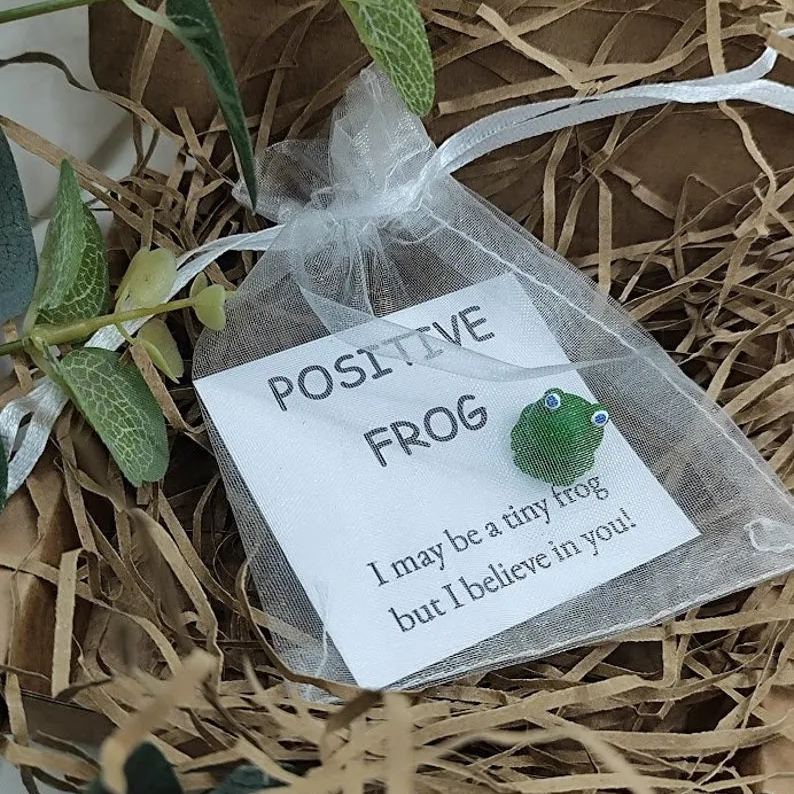 POSITIVE
FROG
I may be a tiny frog
but I believe in you!